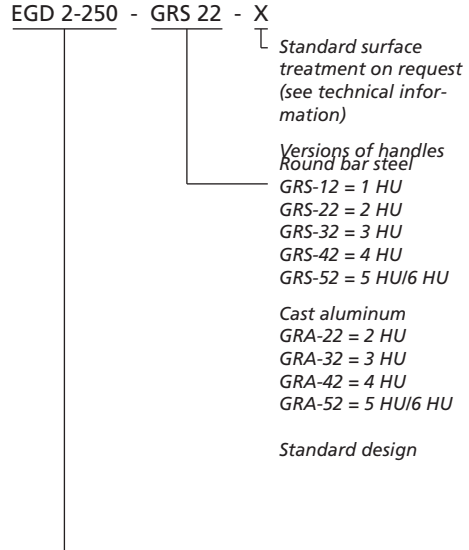 EGD 2-250 - GRS 22 - X
Standard surface
treatment on request
(see technical infor-
mation)
Versions of handles
Round bar steel
GRS-12 = 1 HU
GRS-22 = 2 HU
GRS-32 = 3 HU
GRS-42 = 4 HU
GRS-52 = 5 HU/6 HU
Cast aluminum
GRA-22 = 2 HU
GRA-32 = 3 HU
GRA-42 = 4 HU
GRA-52 = 5 HU/6 HU
Standard design